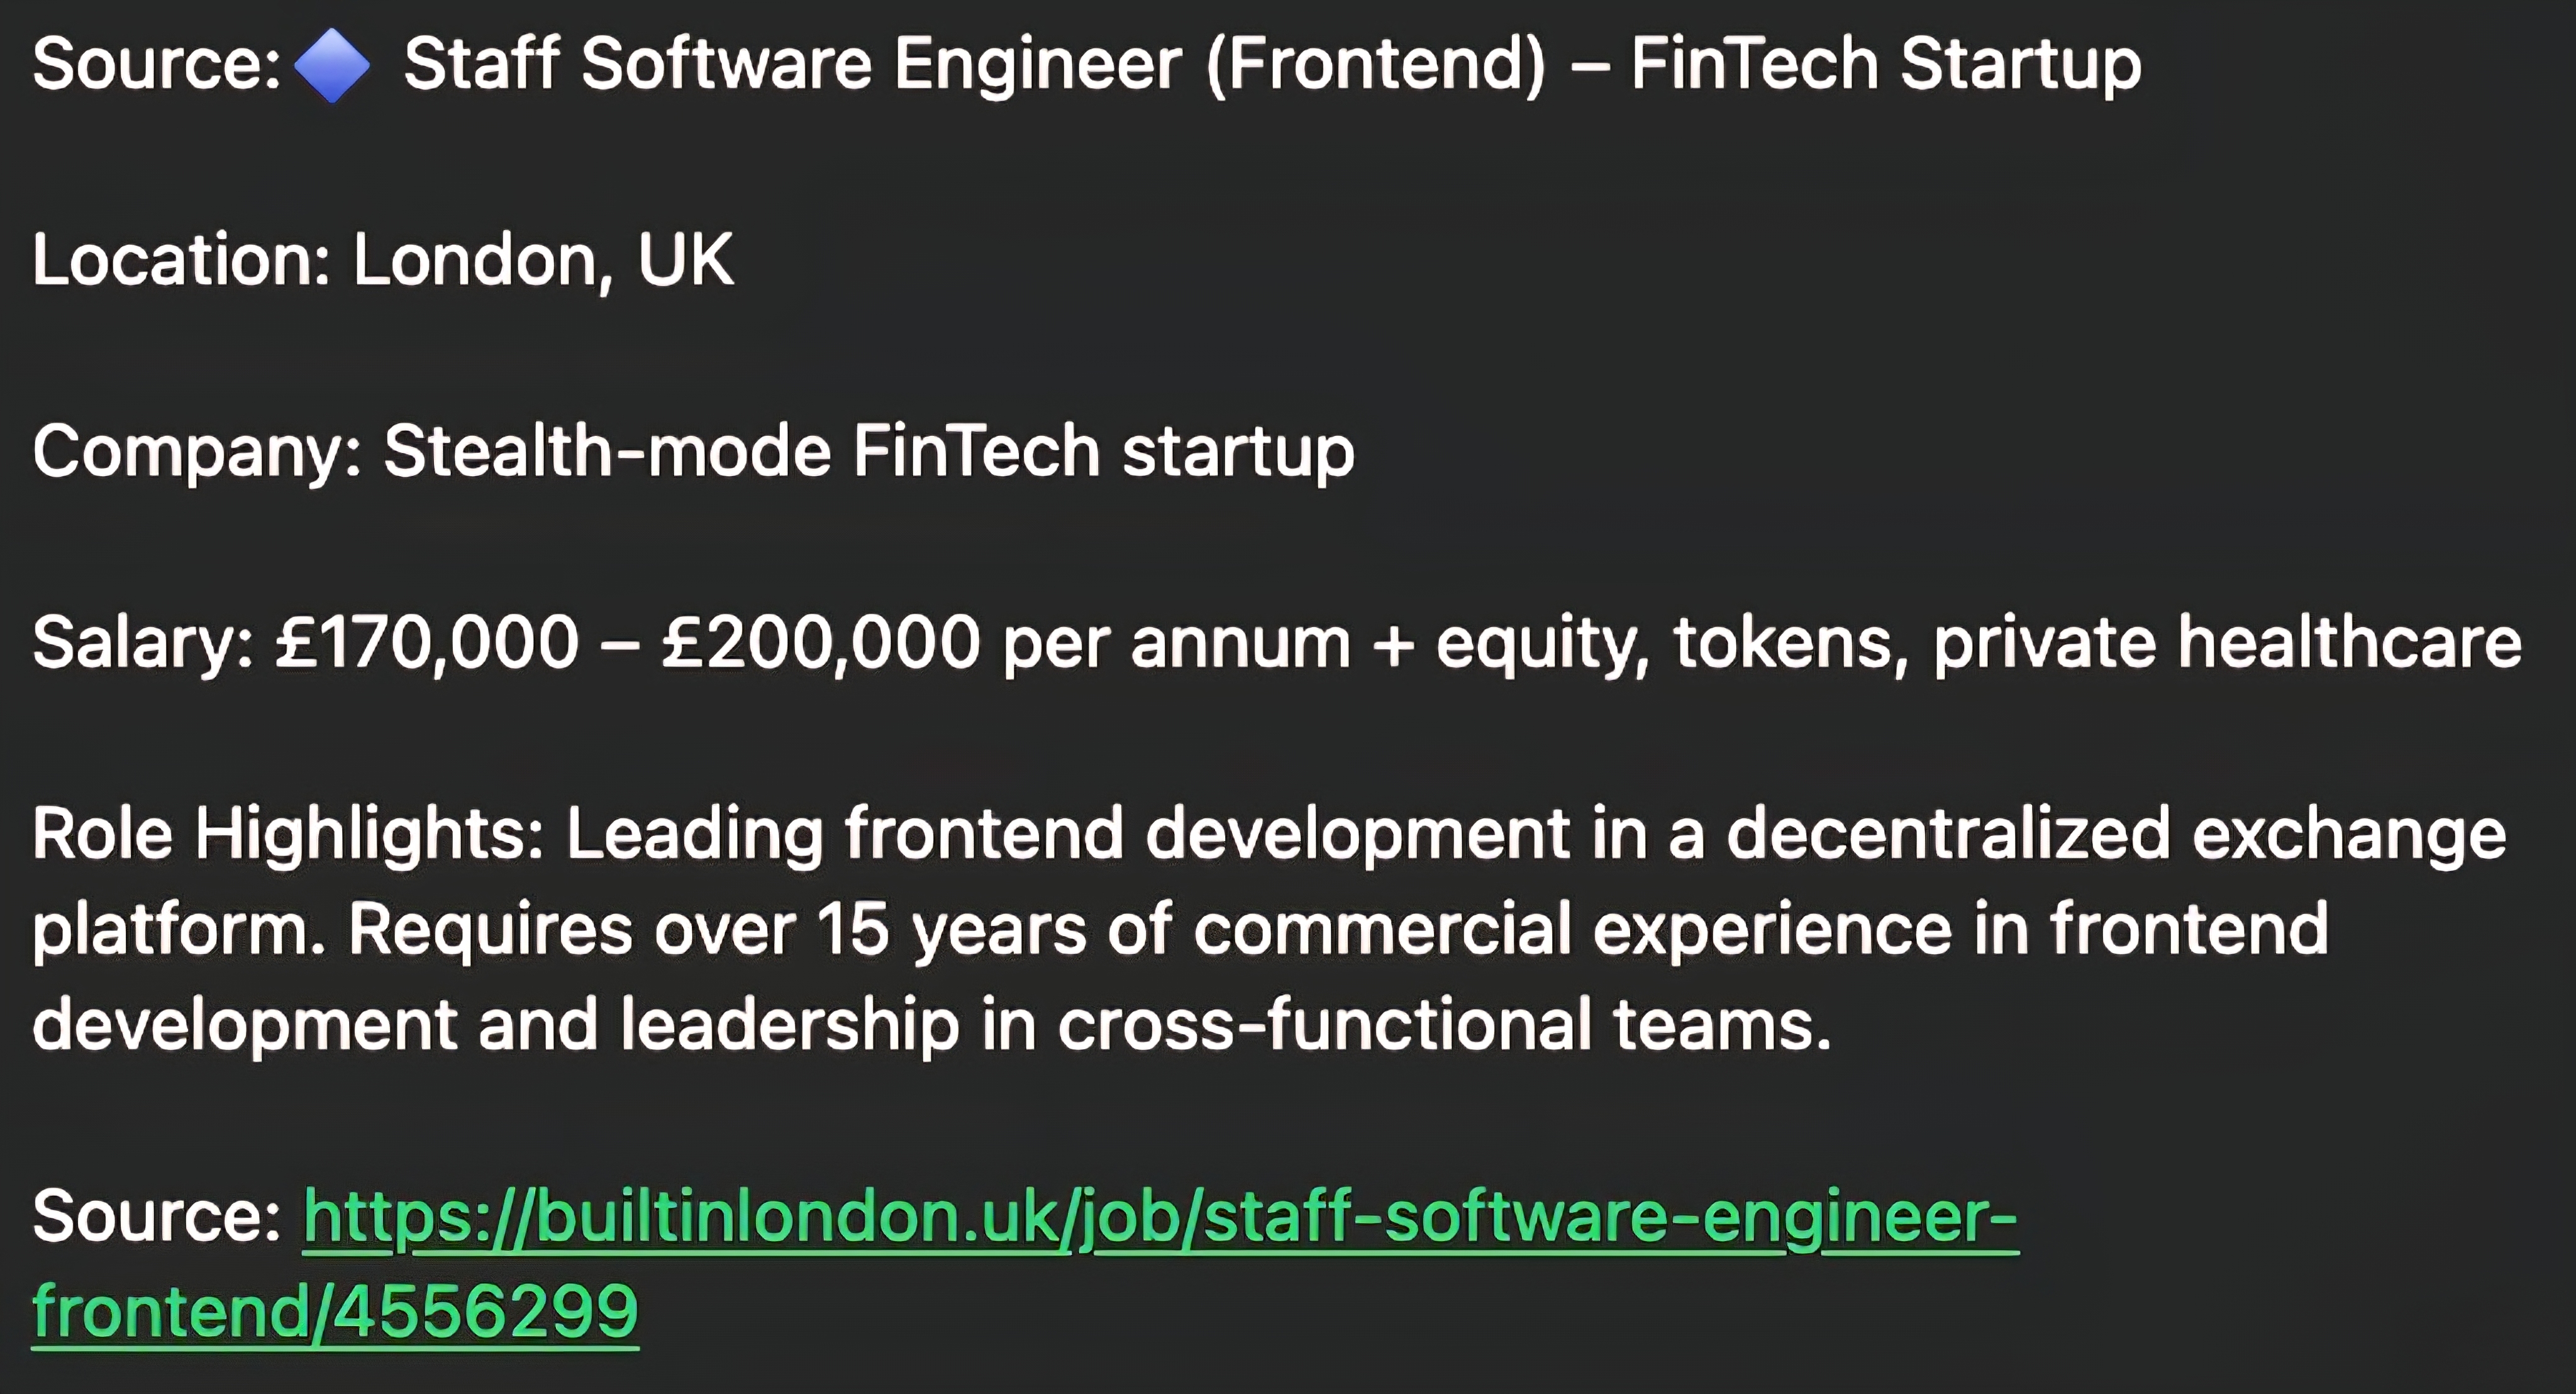 Source:🔷 Staff Software Engineer (Frontend) – FinTech Startup
Location: London, UK
Company: Stealth-mode FinTech startup
Salary: £170,000 – £200,000 per annum + equity, tokens, private healthcare
Role Highlights: Leading frontend development in a decentralized exchange
platform. Requires over 15 years of commercial experience in frontend
development and leadership in cross-functional teams.
Source: https://builtinlondon.uk/job/staff-software-engineer-
frontend/4556299